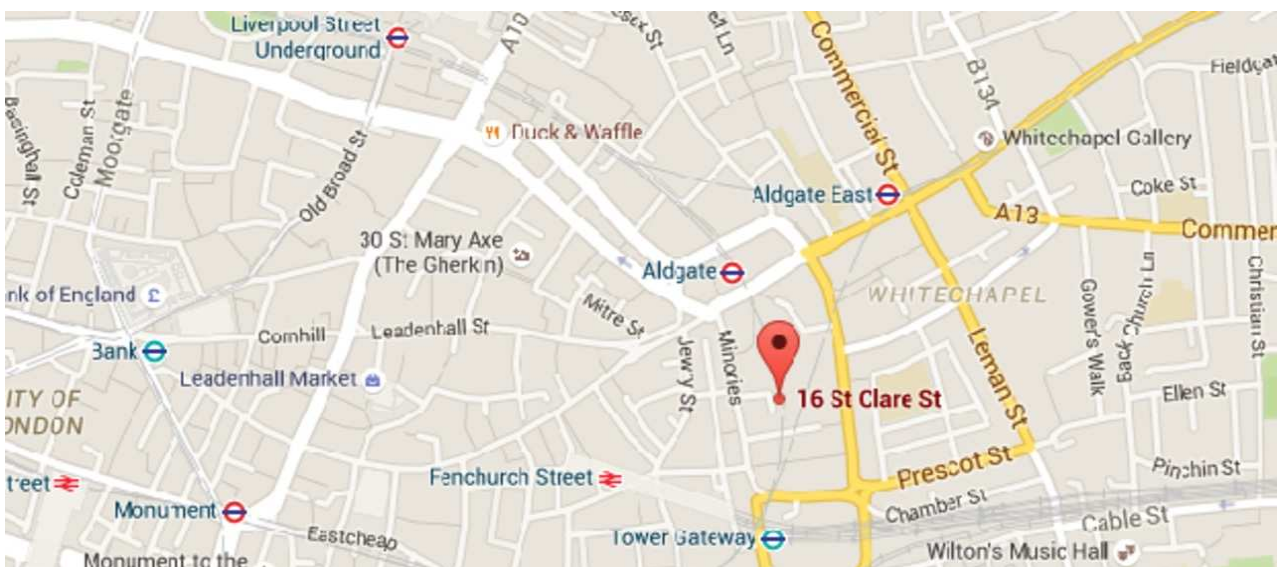 Liverpool Street
Underground
A10
Commercial St
B134
Moorgate
Coleman St
Basinghall St
Old Broad St
Duck & Waffle
Whitechapel Gallery
Aldgate East
Coke St
A13
30 St Mary Axe
(The Gherkin)
Aldgate
WHITECHAPEL
nk of England
£
Mitre St
Cornhill
Leadenhall St
Bank
Leadenhall Market
Jewry St
Minories
16 St Clare St
Leman St
Gower's Walk
Back Church Ln
Christian St
Ellen St
ITY OF
ONDON
Fenchurch Street
Prescot St
Pinchin St
treet
Monument
Eastcheap
Tower Gateway
Chamber St
Cable St
Wilton's Music Hall
Monument to the
Commer